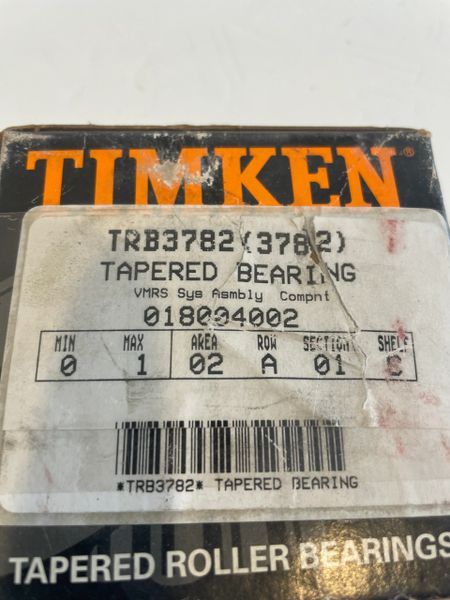 TIMKEN®
TRB3782(3782)
TAPERED BEARING
VMRS Sys Asmbly Compnt
018004002
MIN MAX AREA ROW SECTION SHELF
0 1 02 A 01 C
*TRB3782* TAPERED BEARING
TAPERED ROLLER BEARINGS